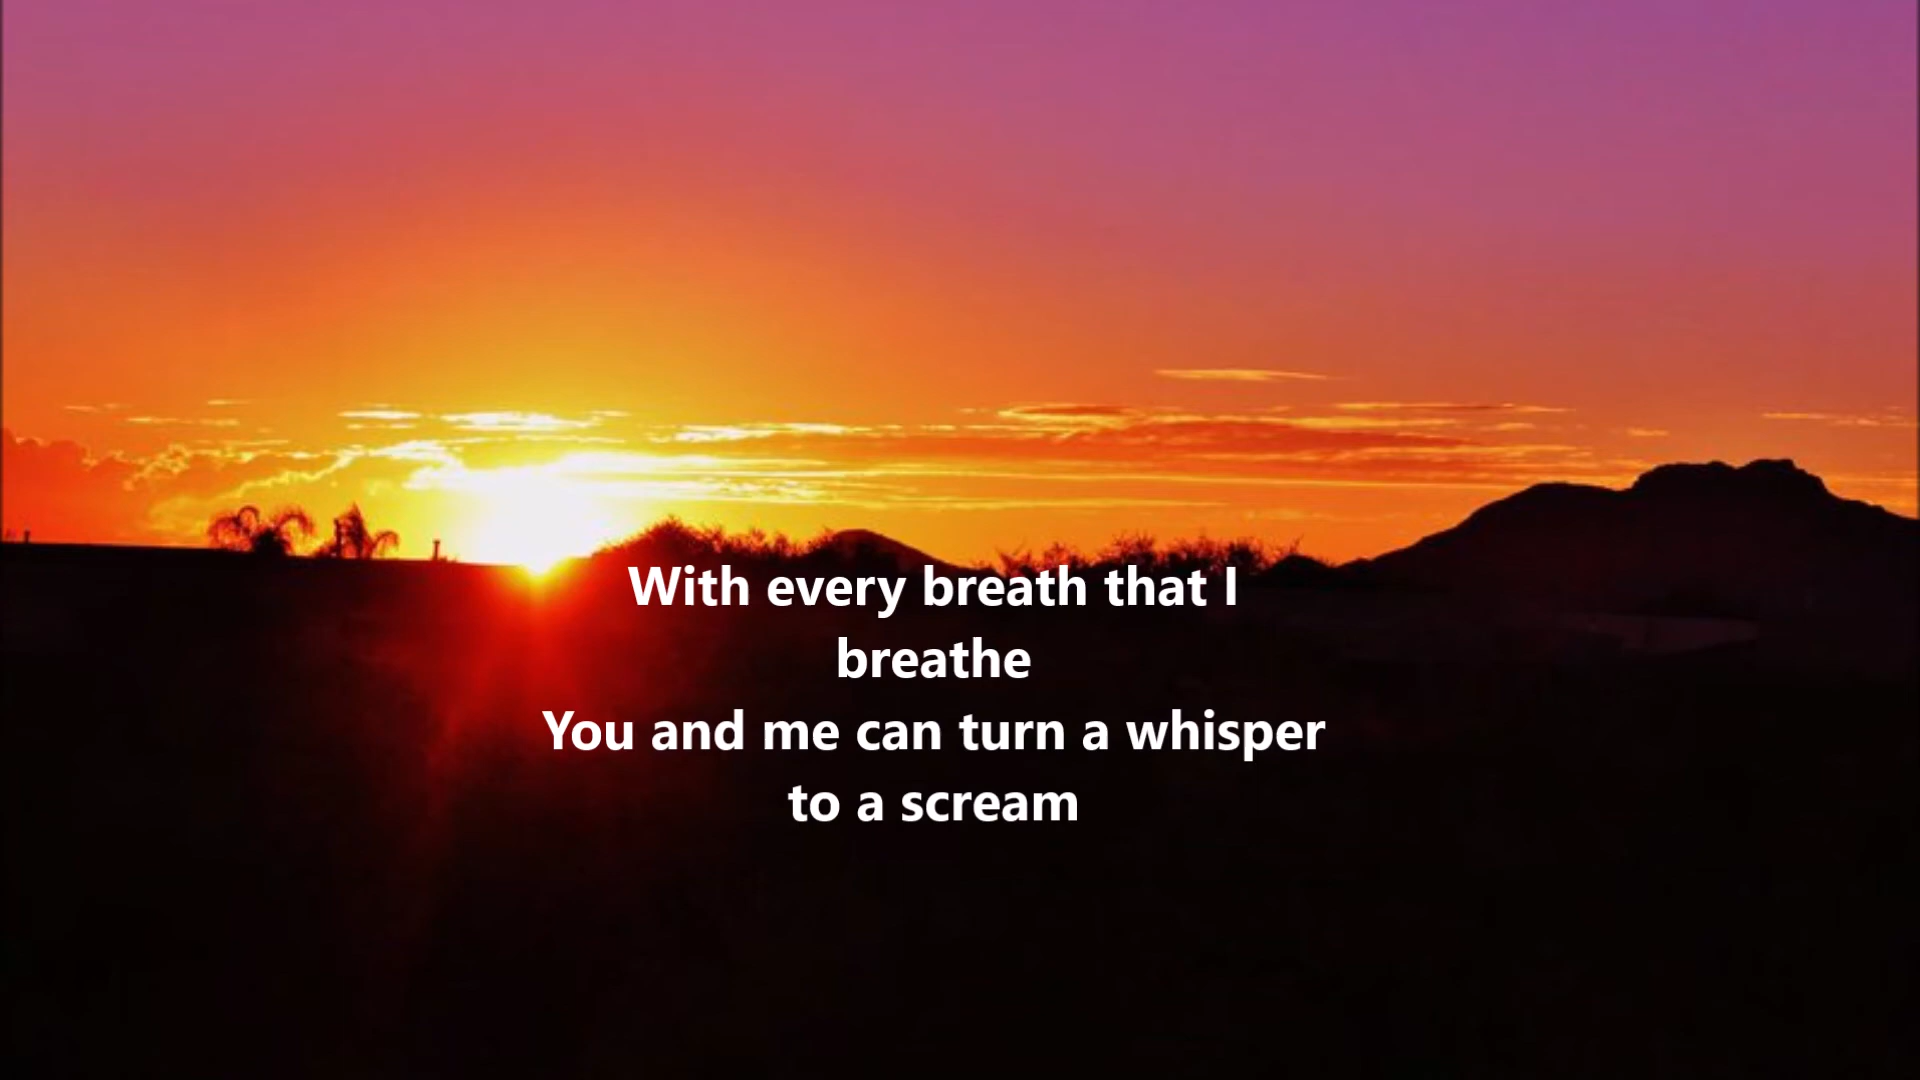 With every breath that I
breathe
You and me can turn a whisper
to a scream